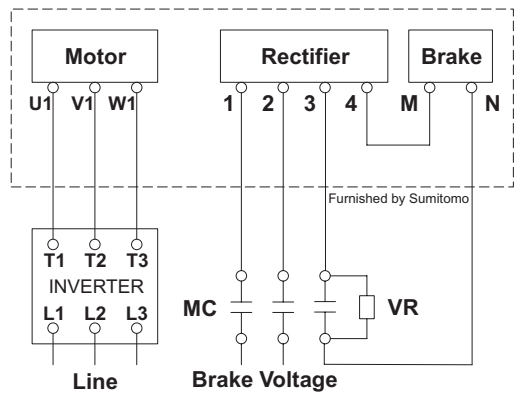 Motor Rectifier Brake
U1 V1 W1 1 2 3 4 M N
Furnished by Sumitomo
T1 T2 T3
INVERTER
L1 L2 L3
MC VR
Line Brake Voltage